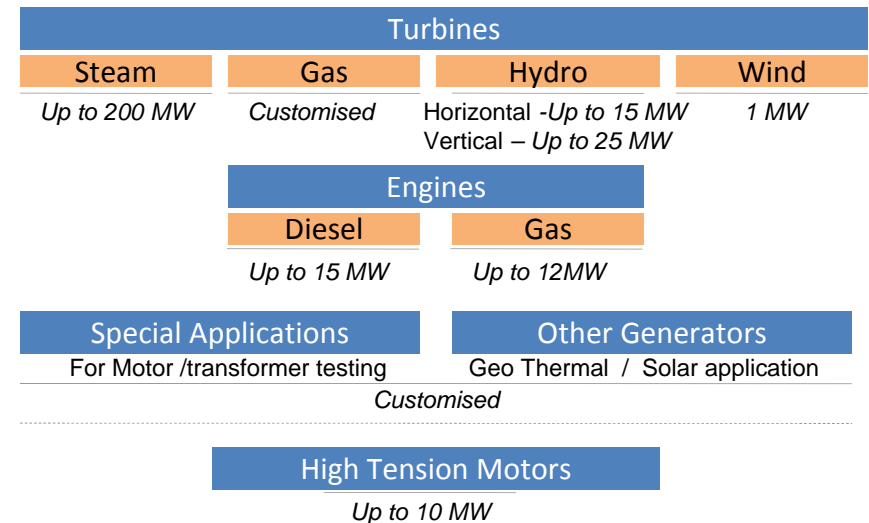 Turbines
Steam Gas Hydro Wind
Up to 200 MW Customised Horizontal -Up to 15 MW 1 MW
Vertical – Up to 25 MW
Engines
Diesel Gas
Up to 15 MW Up to 12MW
Special Applications Other Generators
For Motor /transformer testing Geo Thermal / Solar application
Customised
High Tension Motors
Up to 10 MW